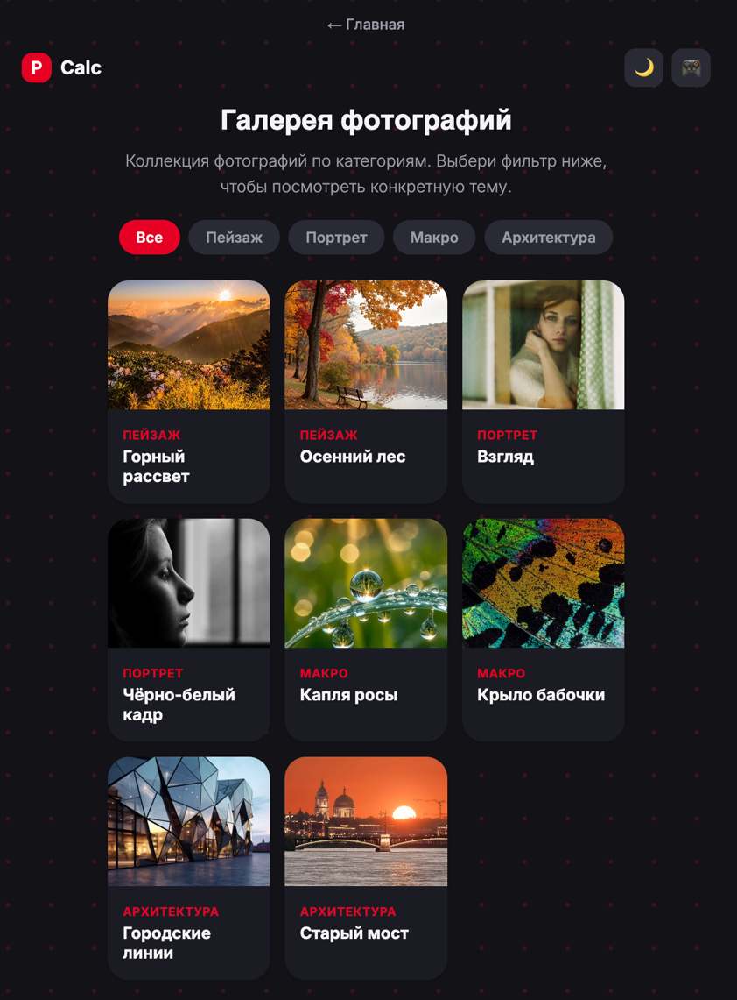 ← Главная
P Calc
Галерея фотографий
Коллекция фотографий по категориям. Выбери фильтр ниже,
чтобы посмотреть конкретную тему.
Все Пейзаж Портрет Макро Архитектура
ПЕЙЗАЖ
Горный
рассвет
ПЕЙЗАЖ
Осенний лес
ПОРТРЕТ
Взгляд
ПОРТРЕТ
Чёрно-белый
кадр
МАКРО
Капля росы
МАКРО
Крыло бабочки
АРХИТЕКТУРА
Городские
линии
АРХИТЕКТУРА
Старый мост